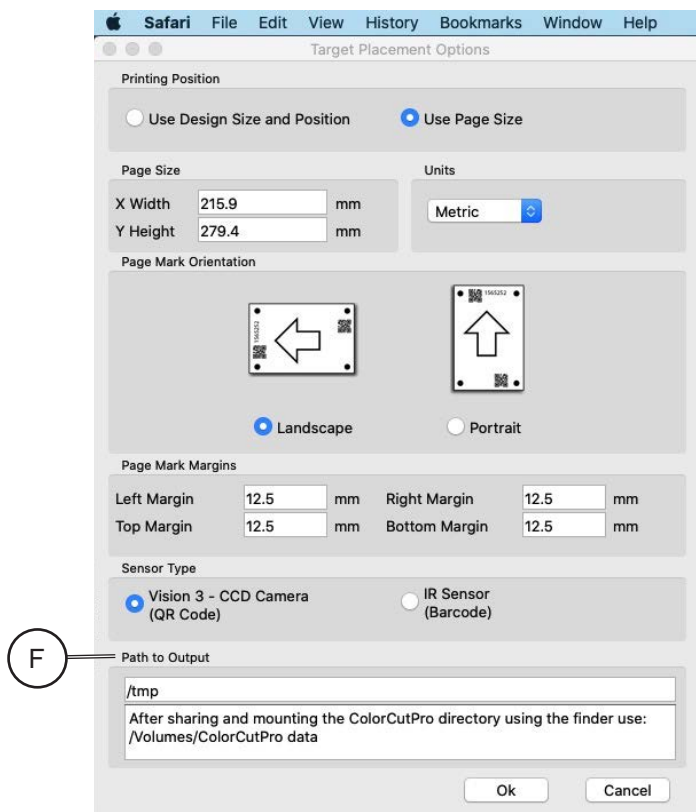 Safari File Edit View History Bookmarks Window Help
Target Placement Options
Printing Position
Use Design Size and Position Use Page Size
Page Size Units
X Width 215.9 mm Metric
Y Height 279.4 mm
Page Mark Orientation
1565252 1565252
Landscape Portrait
Page Mark Margins
Left Margin 12.5 mm Right Margin 12.5 mm
Top Margin 12.5 mm Bottom Margin 12.5 mm
Sensor Type
Vision 3 - CCD Camera IR Sensor
(QR Code) (Barcode)
F Path to Output
/tmp
After sharing and mounting the ColorCutPro directory using the finder use:
/Volumes/ColorCutPro data
Ok Cancel